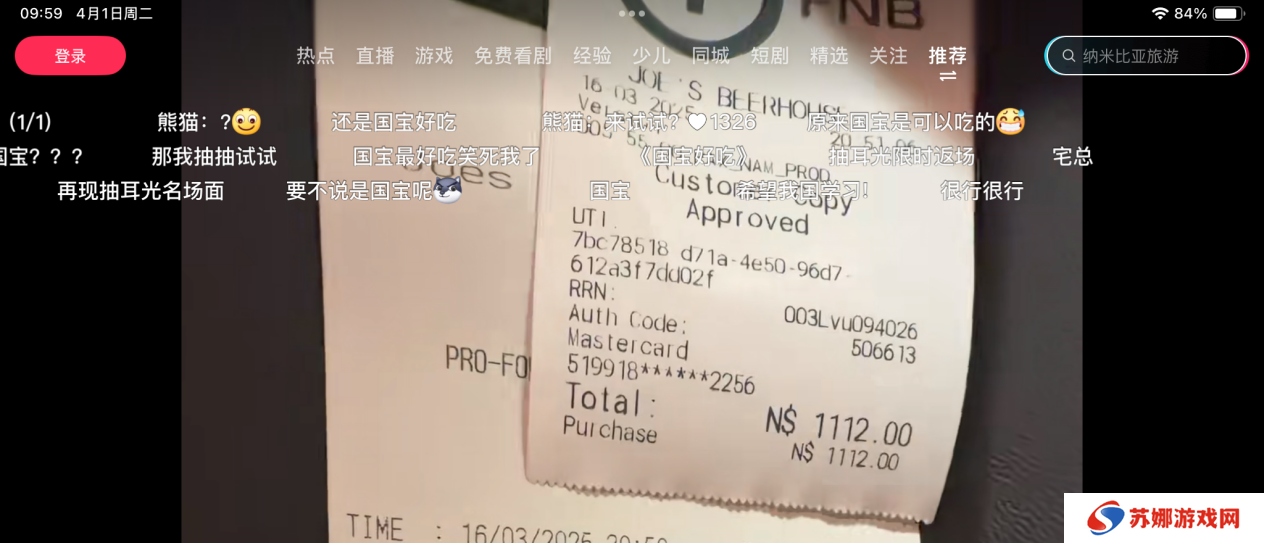 09:59 4月1日周二
84%
登录
热点 直播 游戏 免费看剧 经验 少儿 同城 短剧 精选 关注 推荐
纳米比亚旅游
FNB
JOE'S BEERHOUSE
16 03 2025
20 51 06
(1/1) 熊猫：? 还是国宝好吃 熊猫：来试试? 1326 原来国宝是可以吃的
国宝？？？ 那我抽抽试试 国宝最好吃笑死我了 《国宝好吃》 抽耳光限时返场 宅总
再现抽耳光名场面 要不说是国宝呢 国宝 希望我国学习! 很行很行
NAM_PROD
Customer Copy
Approved
UTI:
7bc78518 d71a-4e50-96d7-
612a3f7dd02f
RRN: 003Lvu094026
Auth Code: 506613
Mastercard
519918******2256
Total: N$ 1112.00
Purchase N$ 1112.00
PRO-FO
TIME : 16/03/2025 20:50
苏娜游戏网